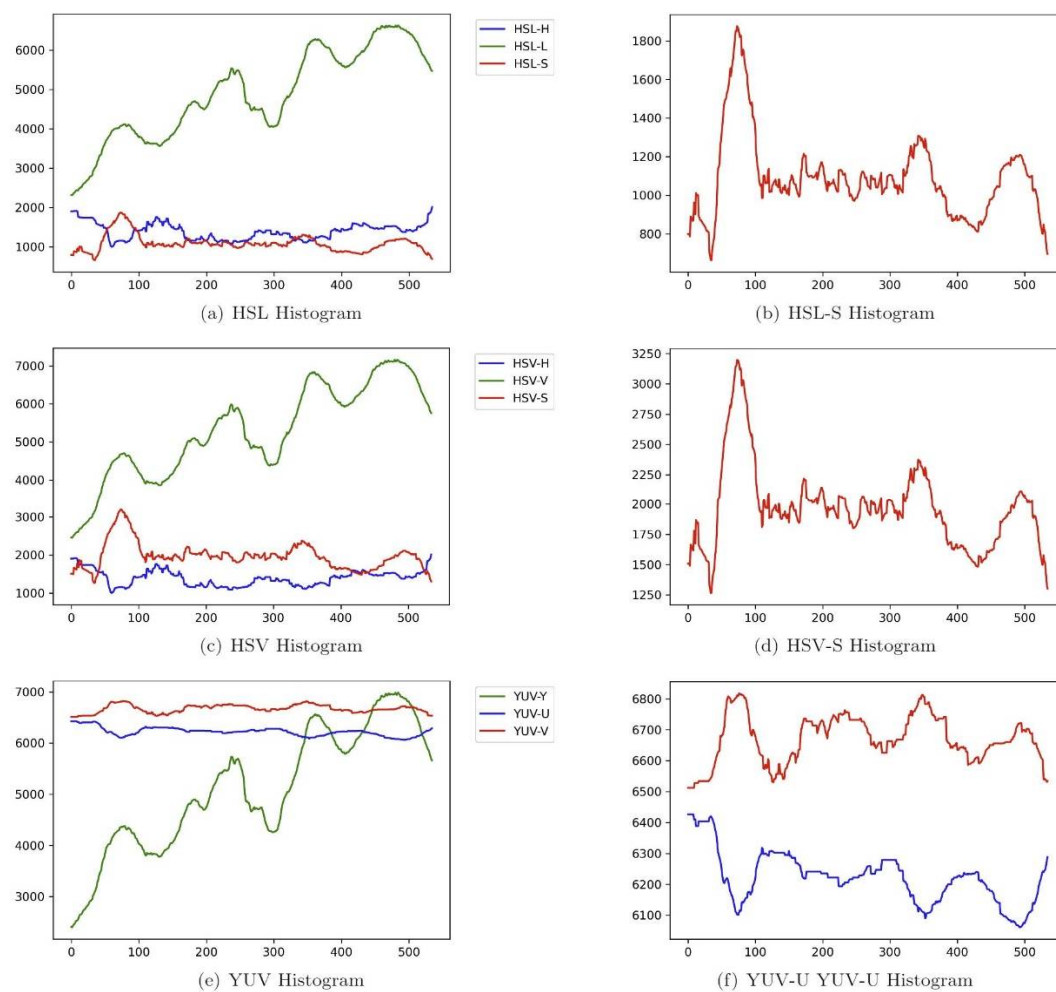 6000
5000
4000
3000
2000
1000
0 100 200 300 400 500
HSL-H
HSL-L
HSL-S
(a) HSL Histogram
1800
1600
1400
1200
1000
800
0 100 200 300 400 500
(b) HSL-S Histogram
7000
6000
5000
4000
3000
2000
1000
0 100 200 300 400 500
HSV-H
HSV-V
HSV-S
(c) HSV Histogram
3250
3000
2750
2500
2250
2000
1750
1500
1250
0 100 200 300 400 500
(d) HSV-S Histogram
7000
6000
5000
4000
3000
0 100 200 300 400 500
YUV-Y
YUV-U
YUV-V
(e) YUV Histogram
6800
6700
6600
6500
6400
6300
6200
6100
0 100 200 300 400 500
(f) YUV-U YUV-U Histogram